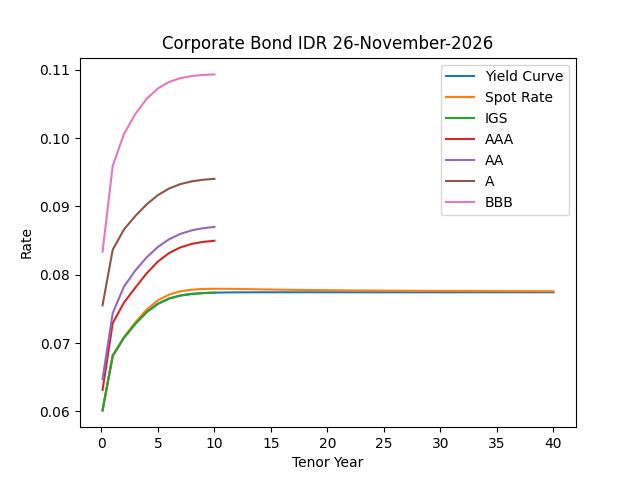 Corporate Bond IDR 26-November-2026
0.11
0.10
0.09
0.08
0.07
0.06
Rate
0 5 10 15 20 25 30 35 40
Tenor Year
Yield Curve
Spot Rate
IGS
AAA
AA
A
BBB